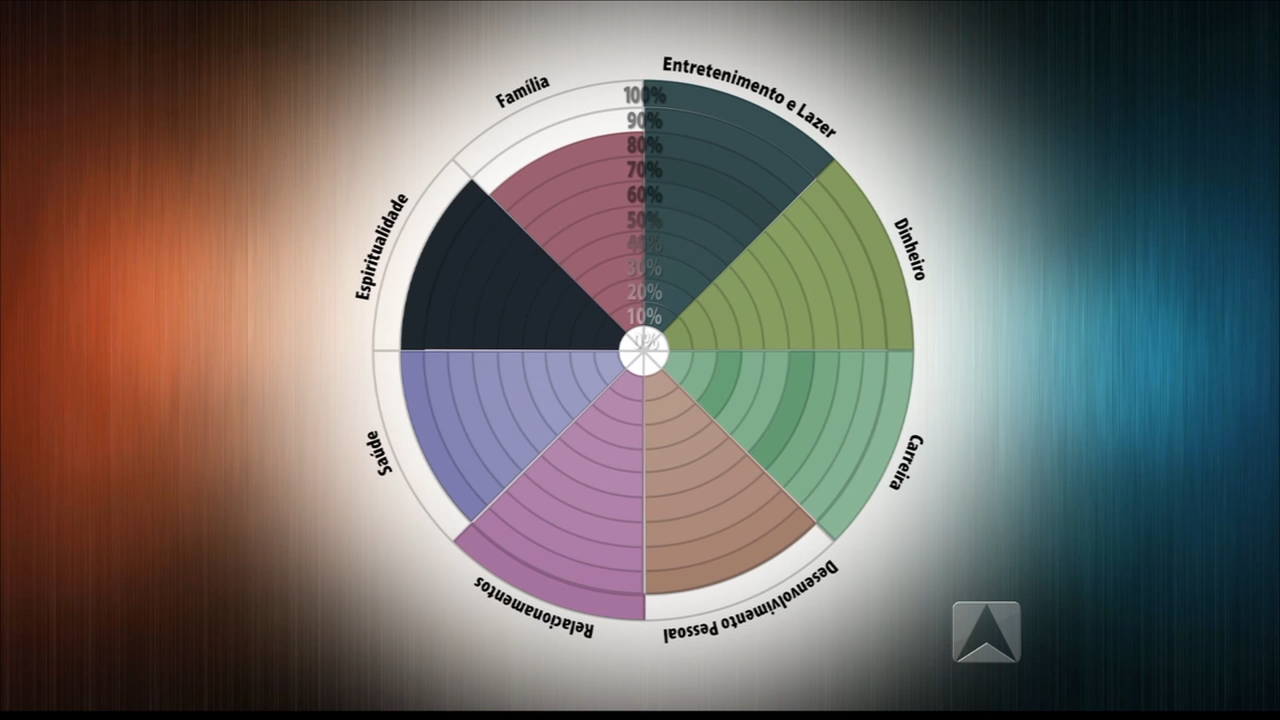 Família
Entretenimento e Lazer
Dinheiro
Carreira
Desenvolvimento Pessoal
Relacionamentos
Saúde
Espiritualidade
100%
90%
80%
70%
60%
50%
40%
30%
20%
10%
0%